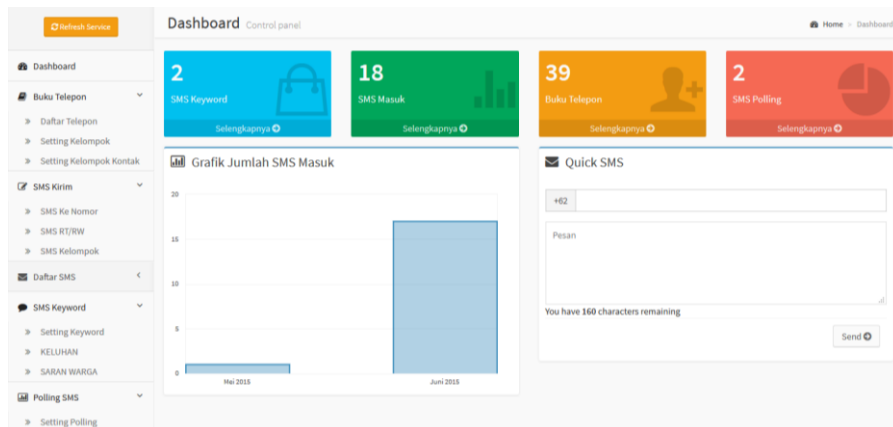 Refresh Service
Dashboard Control panel
Home > Dashboard
Dashboard
Buku Telepon
Daftar Telepon
Setting Kelompok
Setting Kelompok Kontak
SMS Kirim
SMS Ke Nomor
SMS RT/RW
SMS Kelompok
Daftar SMS
SMS Keyword
Setting Keyword
KELUHAN
SARAN WARGA
Polling SMS
Setting Polling
2
SMS Keyword
Selengkapnya
18
SMS Masuk
Selengkapnya
39
Buku Telepon
Selengkapnya
2
SMS Polling
Selengkapnya
Grafik Jumlah SMS Masuk
20
15
10
5
0
Mei 2015
Juni 2015
Quick SMS
+62
Pesan
You have 160 characters remaining
Send